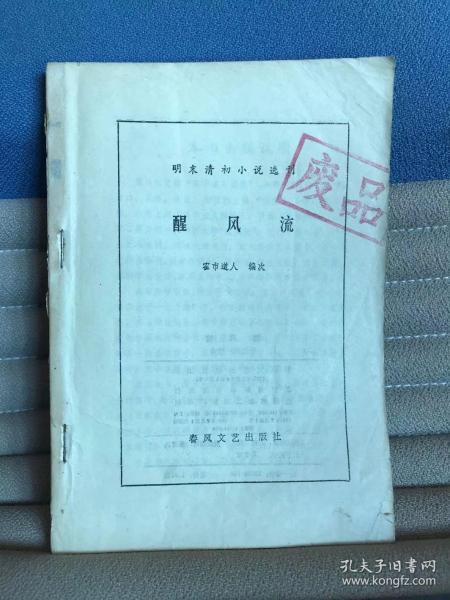 明末清初小说选刊
废品
醒风流
霍市道人 编次
春风文艺出版社
孔夫子旧书网
www.kongfz.com